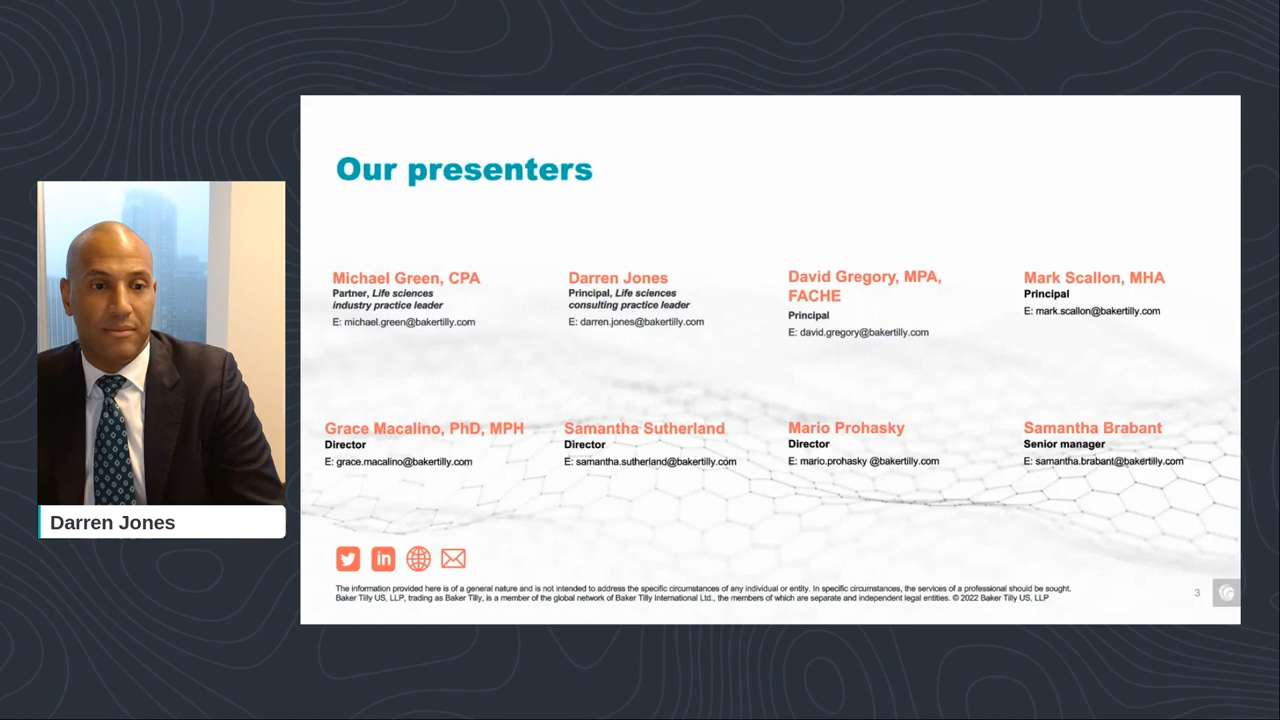 Our presenters
Michael Green, CPA
Partner, Life sciences
industry practice leader
E: michael.green@bakertilly.com
Darren Jones
Principal, Life sciences
consulting practice leader
E: darren.jones@bakertilly.com
David Gregory, MPA,
FACHE
Principal
E: david.gregory@bakertilly.com
Mark Scallon, MHA
Principal
E: mark.scallon@bakertilly.com
Grace Macalino, PhD, MPH
Director
E: grace.macalino@bakertilly.com
Samantha Sutherland
Director
E: samantha.sutherland@bakertilly.com
Mario Prohasky
Director
E: mario.prohasky @bakertilly.com
Samantha Brabant
Senior manager
E: samantha.brabant@bakertilly.com
Darren Jones
in
The information provided here is of a general nature and is not intended to address the specific circumstances of any individual or entity. In specific circumstances, the services of a professional should be sought.
Baker Tilly US, LLP, trading as Baker Tilly, is a member of the global network of Baker Tilly International Ltd., the members of which are separate and independent legal entities. © 2022 Baker Tilly US, LLP
3